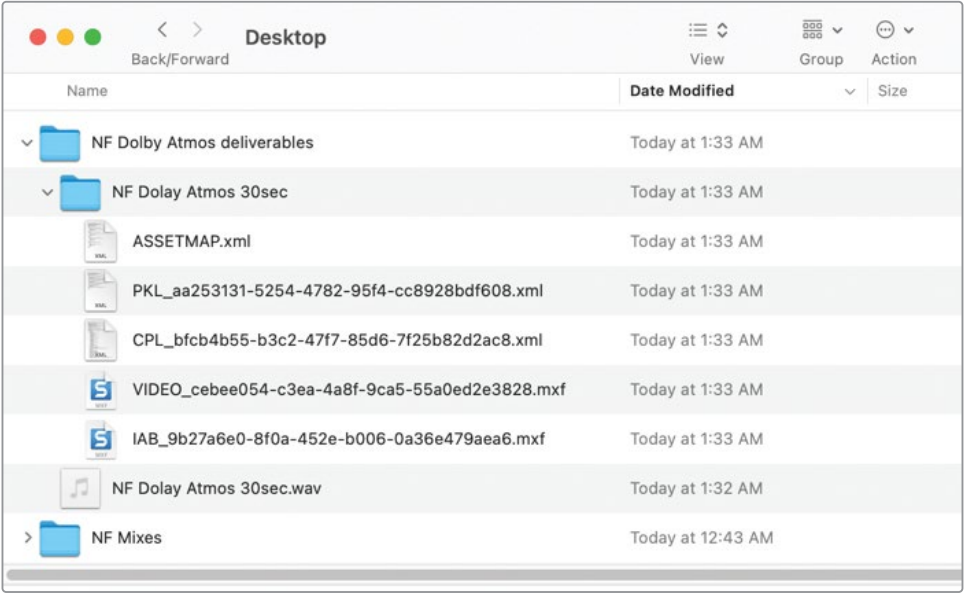 Desktop
Back/Forward View Group Action
Name Date Modified Size
NF Dolby Atmos deliverables Today at 1:33 AM
NF Dolay Atmos 30sec Today at 1:33 AM
ASSETMAP.xml Today at 1:33 AM
PKL_aa253131-5254-4782-95f4-cc8928bdf608.xml Today at 1:33 AM
CPL_bfcb4b55-b3c2-47f7-85d6-7f25b82d2ac8.xml Today at 1:33 AM
VIDEO_cebee054-c3ea-4a8f-9ca5-55a0ed2e3828.mxf Today at 1:33 AM
IAB_9b27a6e0-8f0a-452e-b006-0a36e479aea6.mxf Today at 1:33 AM
NF Dolay Atmos 30sec.wav Today at 1:32 AM
NF Mixes Today at 12:43 AM